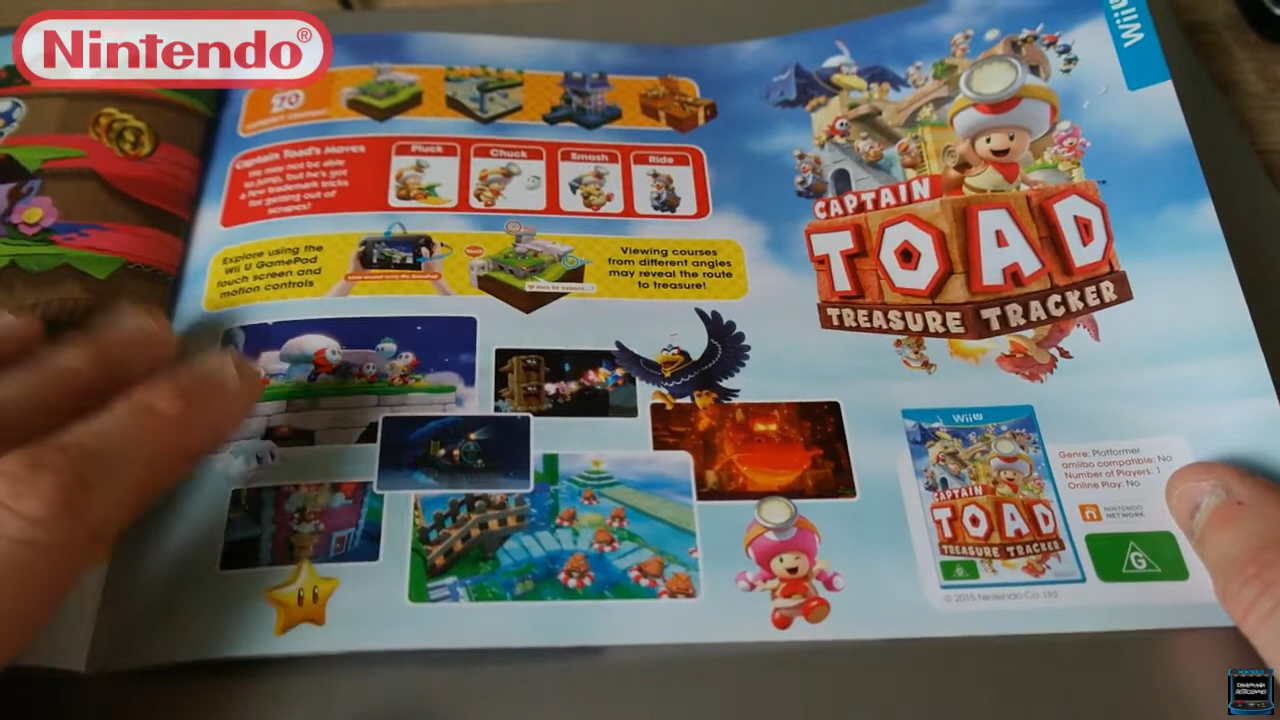 Nintendo®
Wii U
70
Captain Toad's Moves
He may not be able
to jump, but he's got
a few trademark tricks
for getting out of
scrapes!
Pluck
Chuck
Smash
Ride
Explore using the
Wii U GamePad
touch screen and
motion controls
Viewing courses
from different angles
may reveal the route
to treasure!
CAPTAIN
TOAD
TREASURE TRACKER
Wii U
CAPTAIN
TOAD
TREASURE TRACKER
G
Genre: Platformer
amiibo compatible: No
Number of Players: 1
Online Play: No
NINTENDO
NETWORK
G
© 2015 Nintendo Co., Ltd.